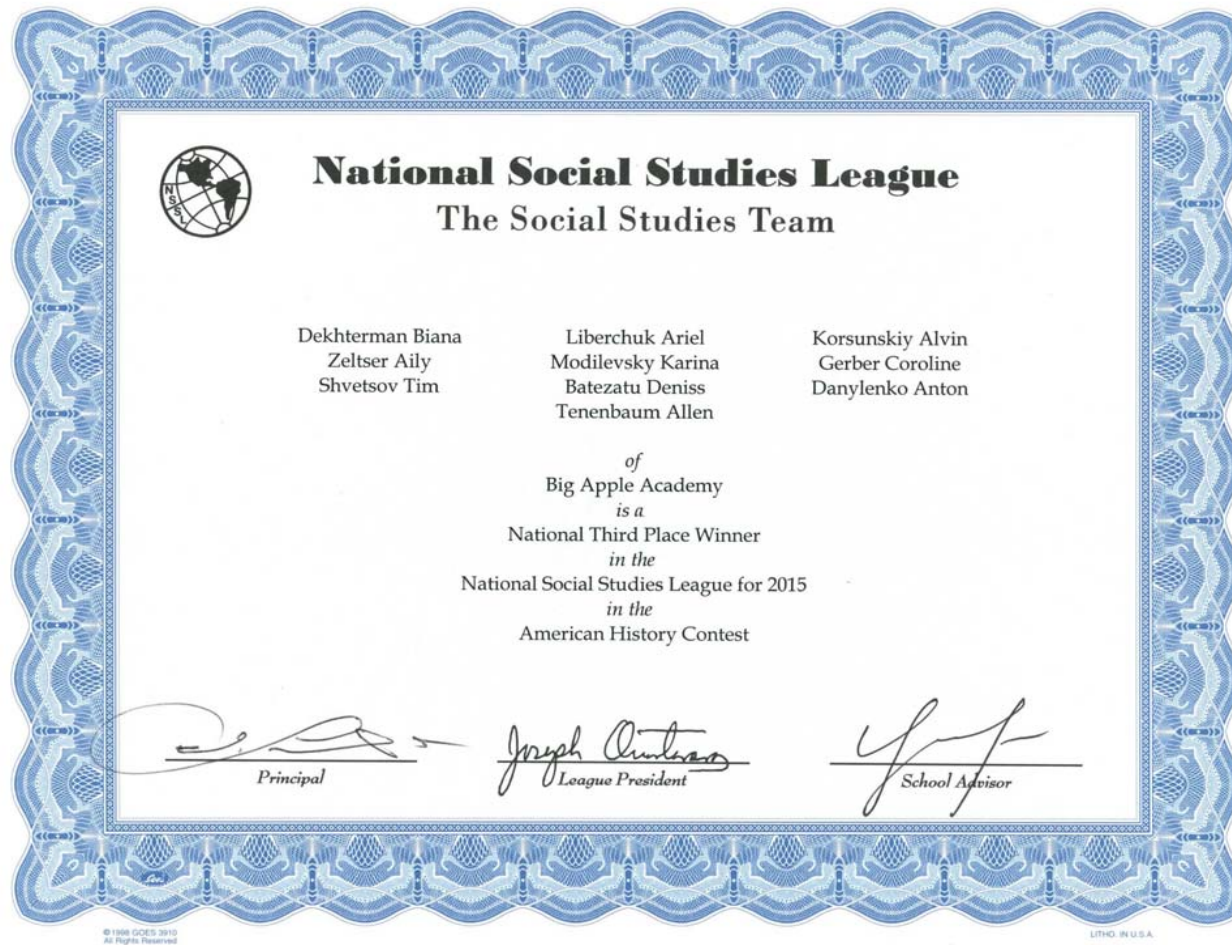 NSSL
National Social Studies League
The Social Studies Team
Dekhterman Biana
Zeltser Aily
Shvetsov Tim
Liberchuk Ariel
Modilevsky Karina
Batezatu Deniss
Tenenbaum Allen
Korsunskiy Alvin
Gerber Coroline
Danylenko Anton
of
Big Apple Academy
is a
National Third Place Winner
in the
National Social Studies League for 2015
in the
American History Contest
Joseph
Principal
League President
School Advisor
Goes
© 1998 GOES 3910
All Rights Reserved
LITHO. IN U.S.A.